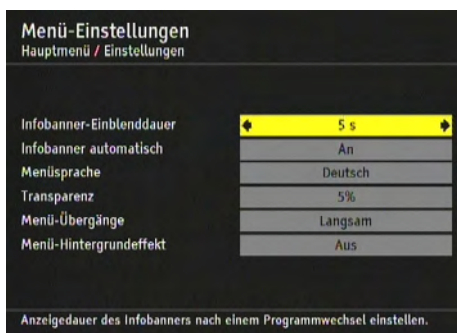 Menü-Einstellungen
Hauptmenü / Einstellungen
Infobanner-Einblenddauer 5 s
Infobanner automatisch An
Menüsprache Deutsch
Transparenz 5%
Menü-Übergänge Langsam
Menü-Hintergrundeffekt Aus
Anzeigedauer des Infobanners nach einem Programmwechsel einstellen.